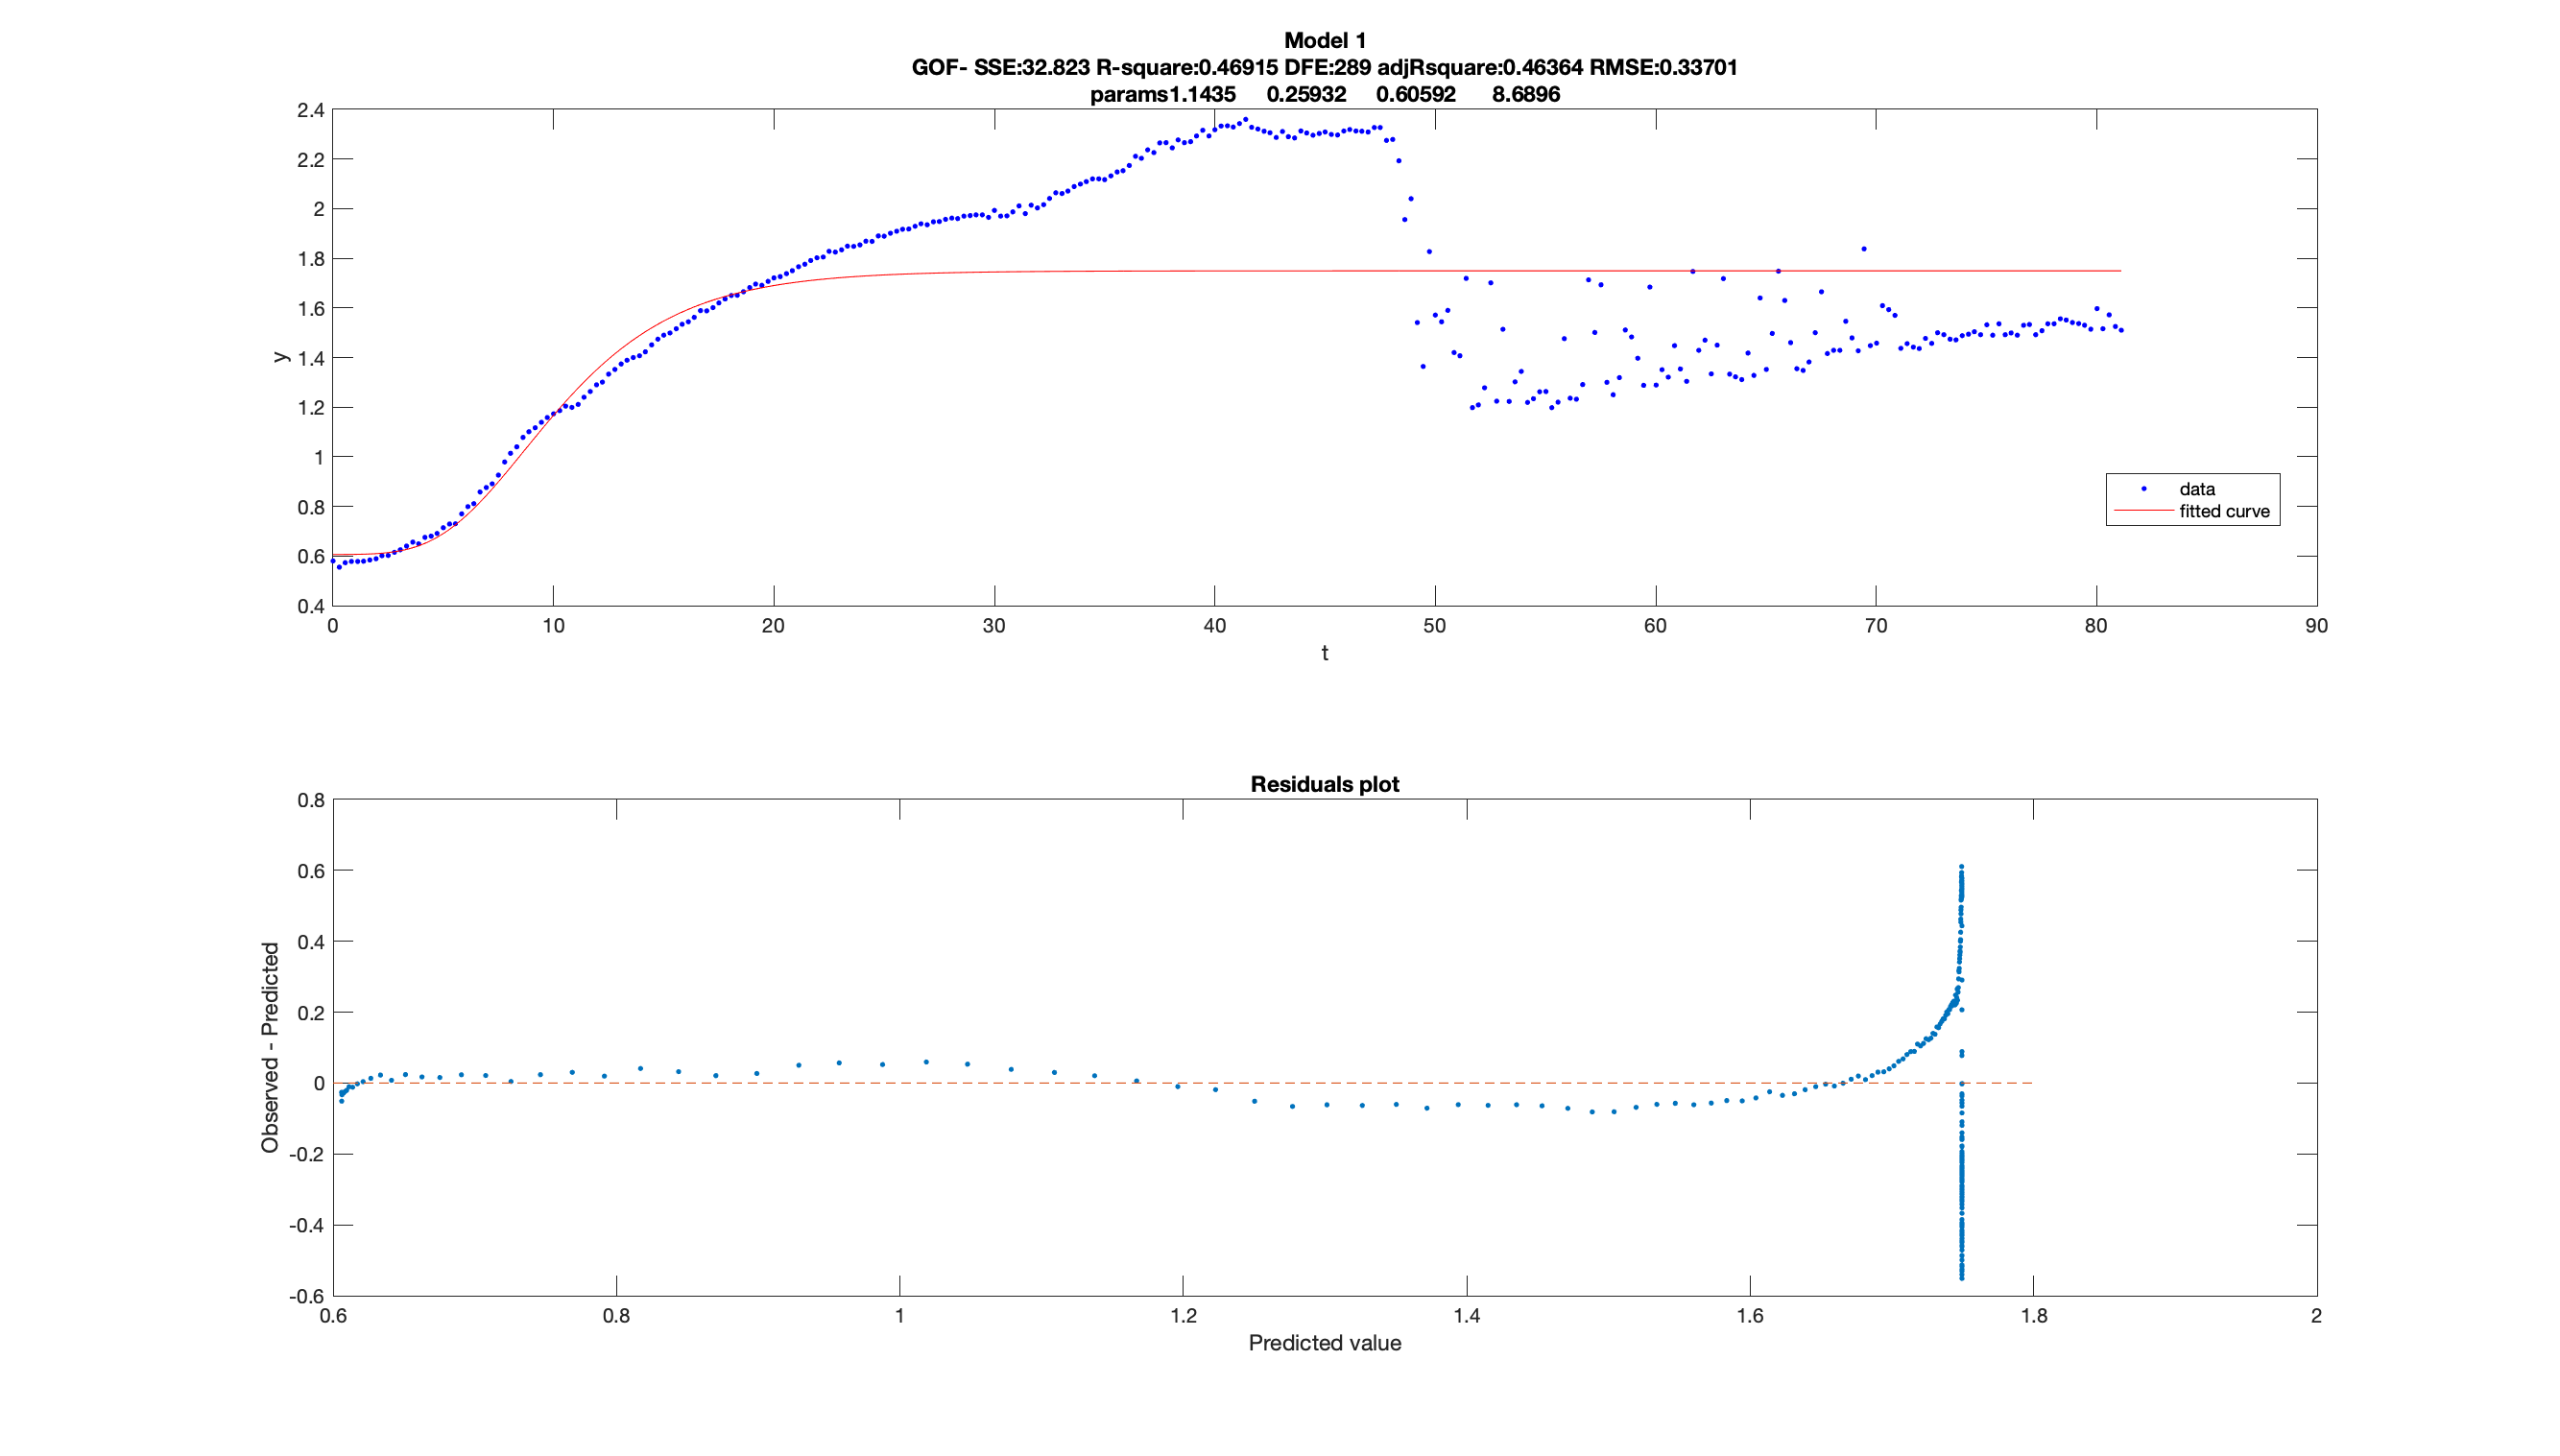 Model 1
GOF- SSE:32.823 R-square:0.46915 DFE:289 adjRsquare:0.46364 RMSE:0.33701
params1.1435 0.25932 0.60592 8.6896
2.4
2.2
2
1.8
1.6
1.4
1.2
1
0.8
0.6
0.4
y
data
fitted curve
0 10 20 30 40 50 60 70 80 90
t
Residuals plot
0.8
0.6
0.4
0.2
0
-0.2
-0.4
-0.6
Observed - Predicted
0.6 0.8 1 1.2 1.4 1.6 1.8 2
Predicted value